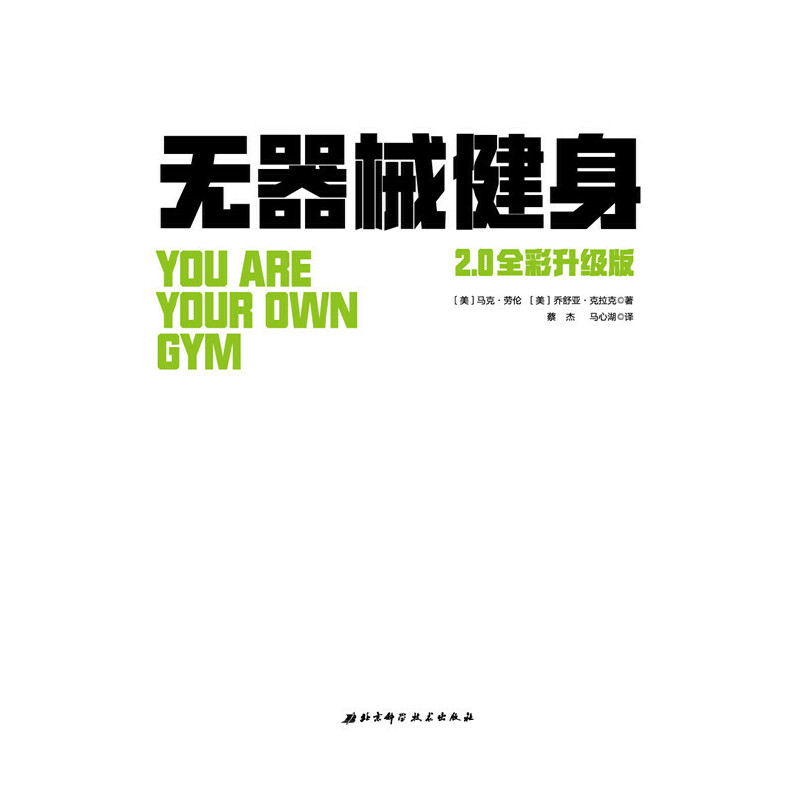 无器械健身
YOU ARE
YOUR OWN
GYM
2.0全彩升级版
［美］马克·劳伦 ［美］乔舒亚·克拉克◎著
蔡 杰 马心湖◎译
北京科学技术出版社